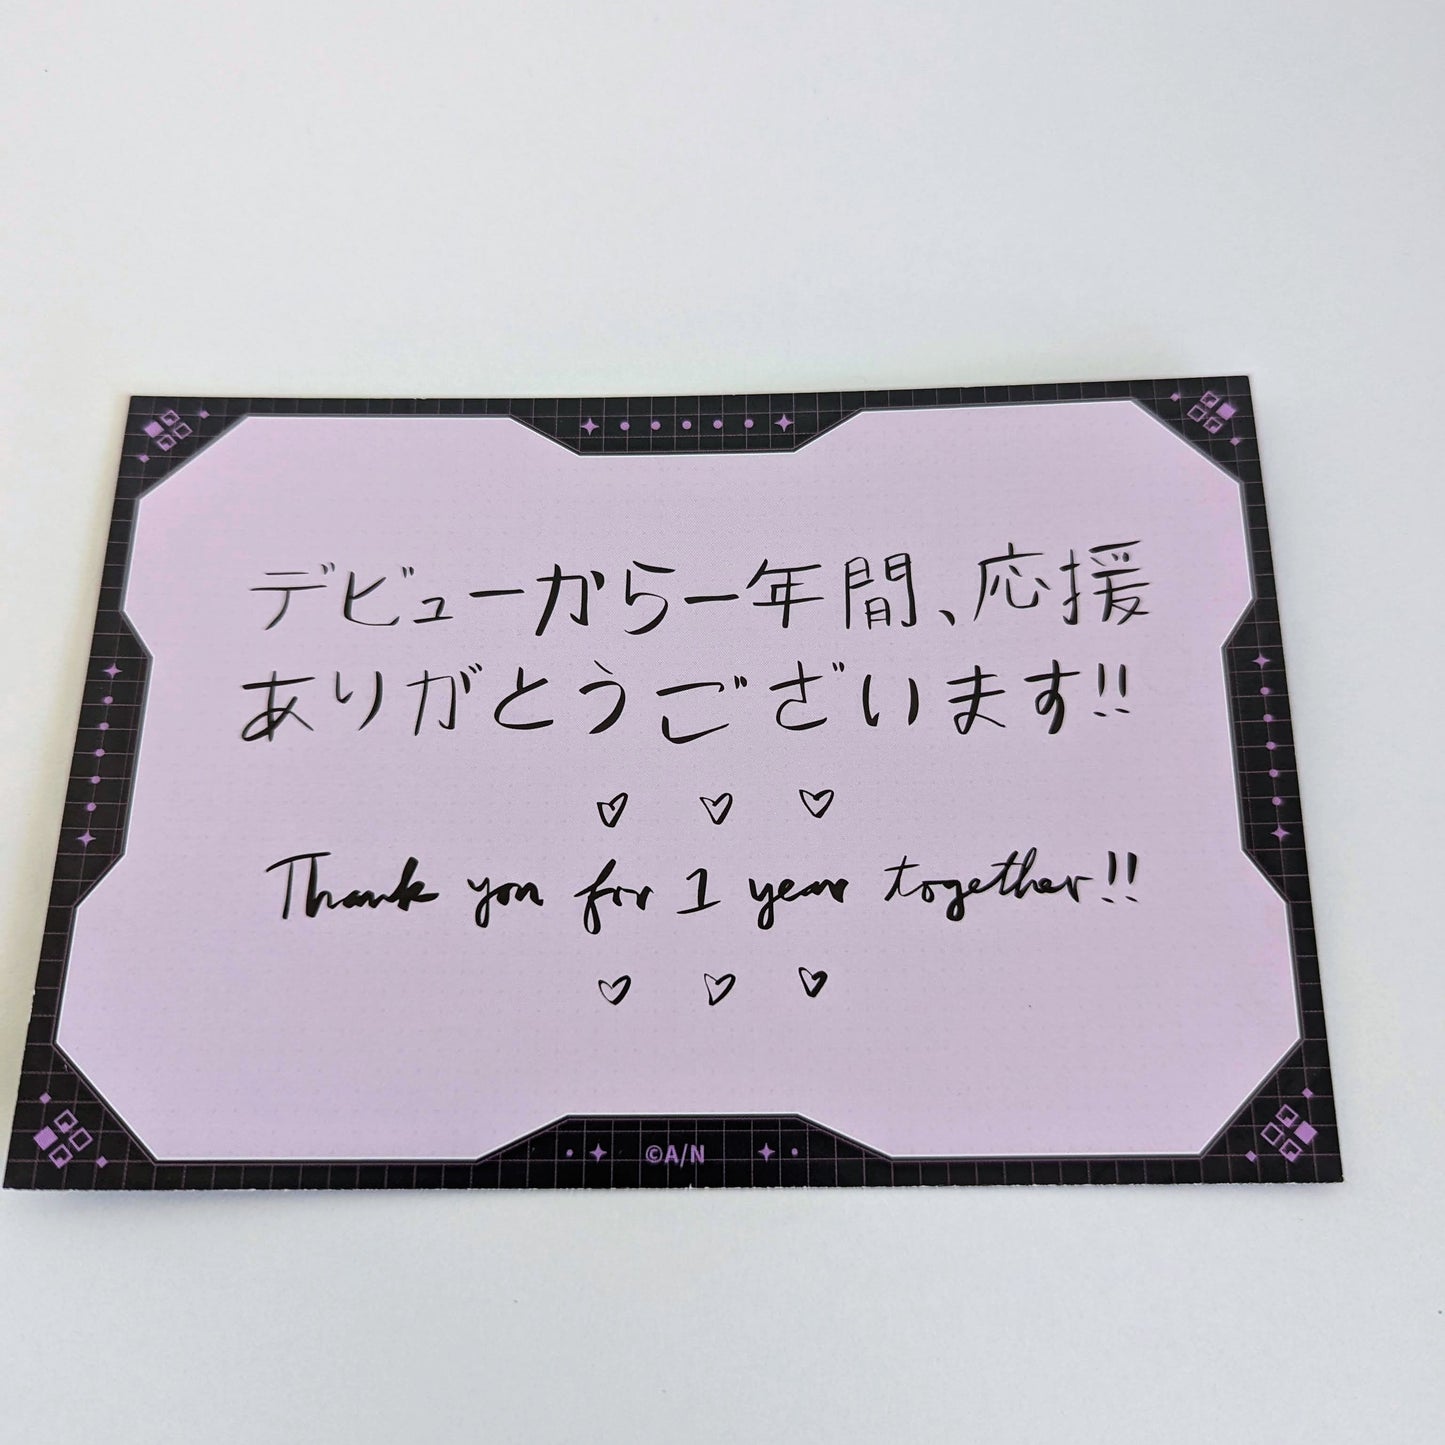 デビューから一年間、応援
ありがとうございます!!
♡ ♡ ♡
Thank you for 1 year together!!
♡ ♡ ♡
©A/N